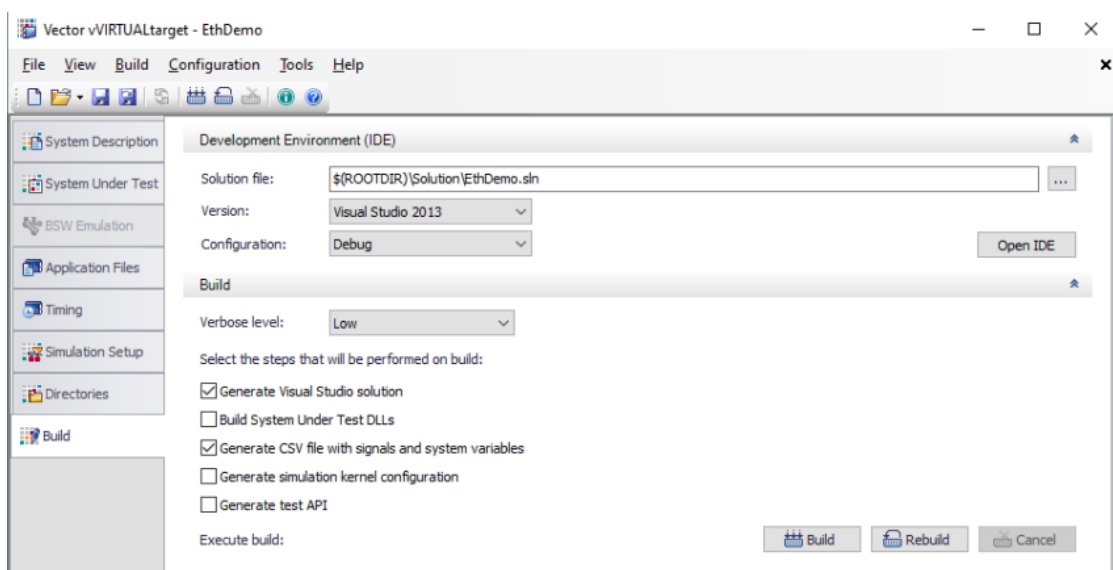 Vector vVIRTUALtarget - EthDemo
File View Build Configuration Tools Help
System Description
System Under Test
BSW Emulation
Application Files
Timing
Simulation Setup
Directories
Build
Development Environment (IDE)
Solution file: $(ROOTDIR)\Solution\EthDemo.sln ...
Version: Visual Studio 2013
Configuration: Debug Open IDE
Build
Verbose level: Low
Select the steps that will be performed on build:
Generate Visual Studio solution
Build System Under Test DLLs
Generate CSV file with signals and system variables
Generate simulation kernel configuration
Generate test API
Execute build: Build Rebuild Cancel